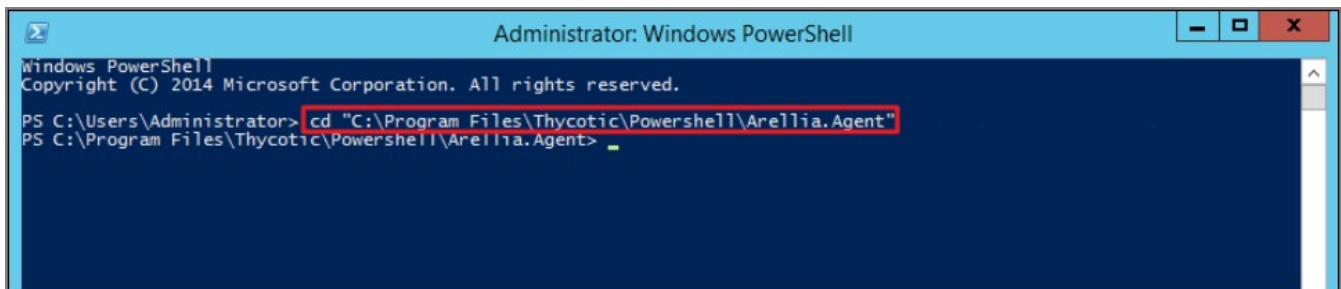 Administrator: Windows PowerShell
Windows PowerShell
Copyright (C) 2014 Microsoft Corporation. All rights reserved.
PS C:\Users\Administrator> cd "C:\Program Files\Thycotic\Powershell\Arellia.Agent"
PS C:\Program Files\Thycotic\Powershell\Arellia.Agent> _